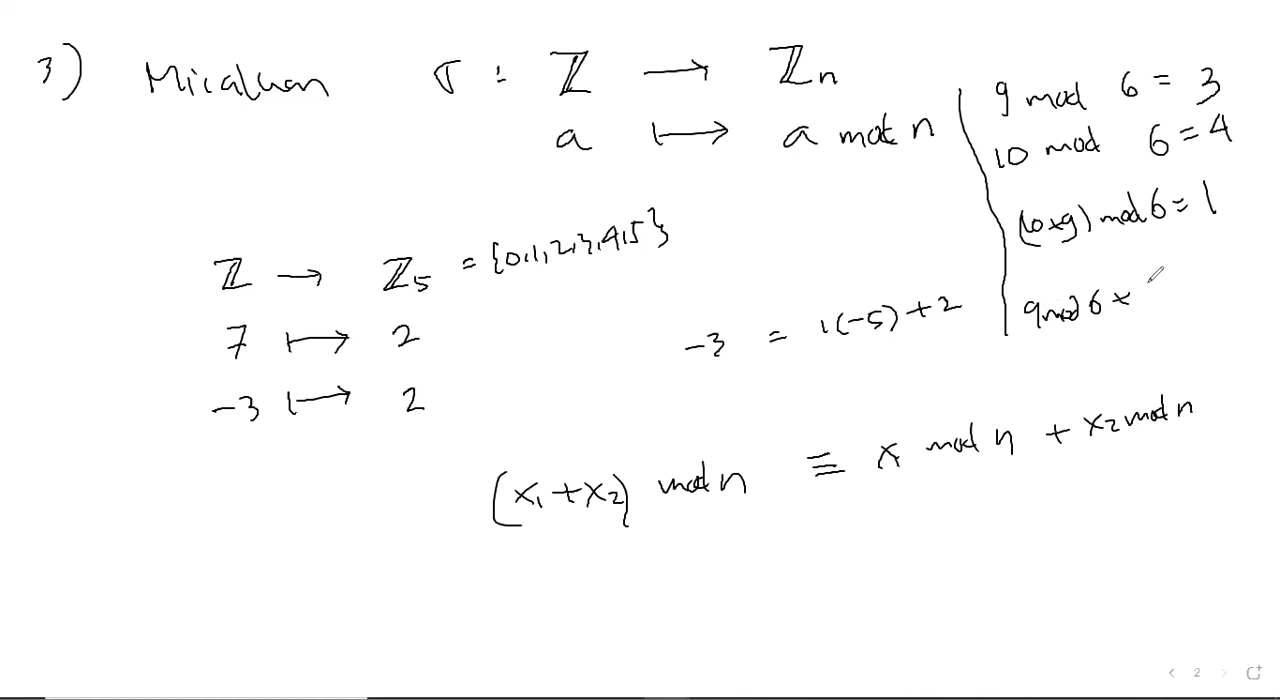 3) Misalkan σ : ℤ ⟶ ℤn
a ⟼ a mod n
9 mod 6 = 3
10 mod 6 = 4
(10+9) mod 6 = 1
9 mod 6 +
ℤ ⟶ ℤ5 = {0,1,2,3,4,5}
7 ⟼ 2
-3 ⟼ 2
-3 = 1(-5) + 2
(x1+x2) mod n ≡ x mod n + x2 mod n
2